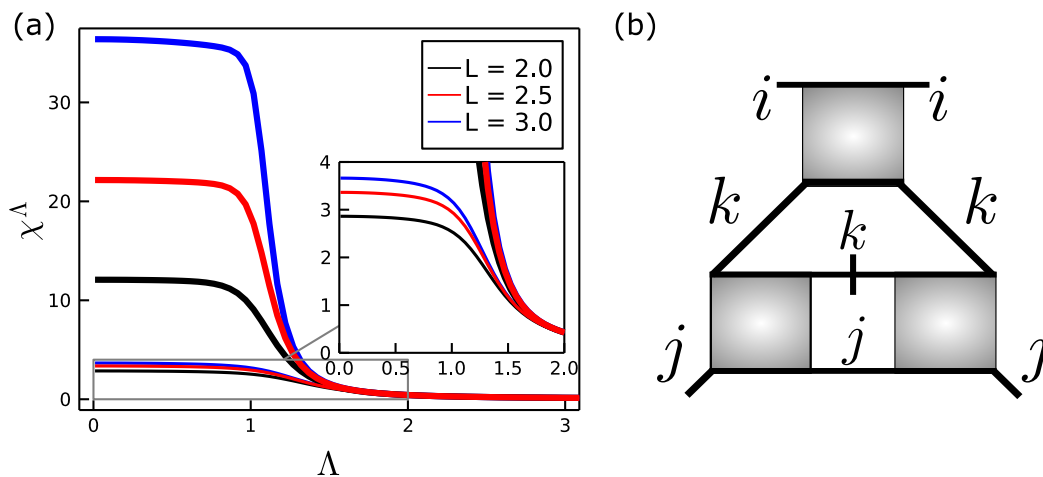 (a)
χ^Λ
30
20
10
0
0 1 2 3
Λ
L = 2.0
L = 2.5
L = 3.0
4
3
2
1
0
0.0 0.5 1.0 1.5 2.0
(b)
i i
k k
k
j j j